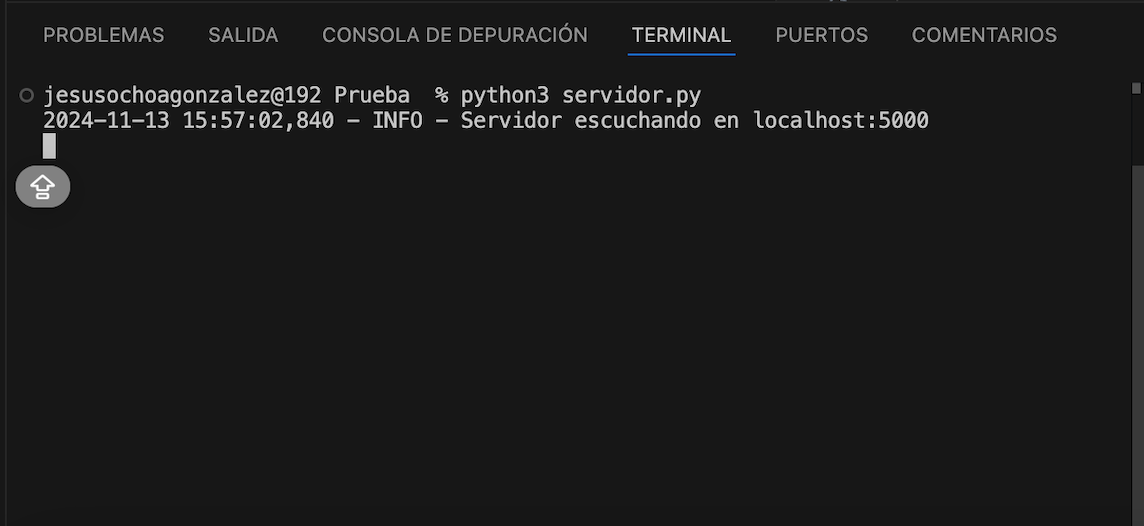 PROBLEMAS SALIDA CONSOLA DE DEPURACIÓN TERMINAL PUERTOS COMENTARIOS
jesusochoagonzalez@192 Prueba % python3 servidor.py
2024-11-13 15:57:02,840 - INFO - Servidor escuchando en localhost:5000